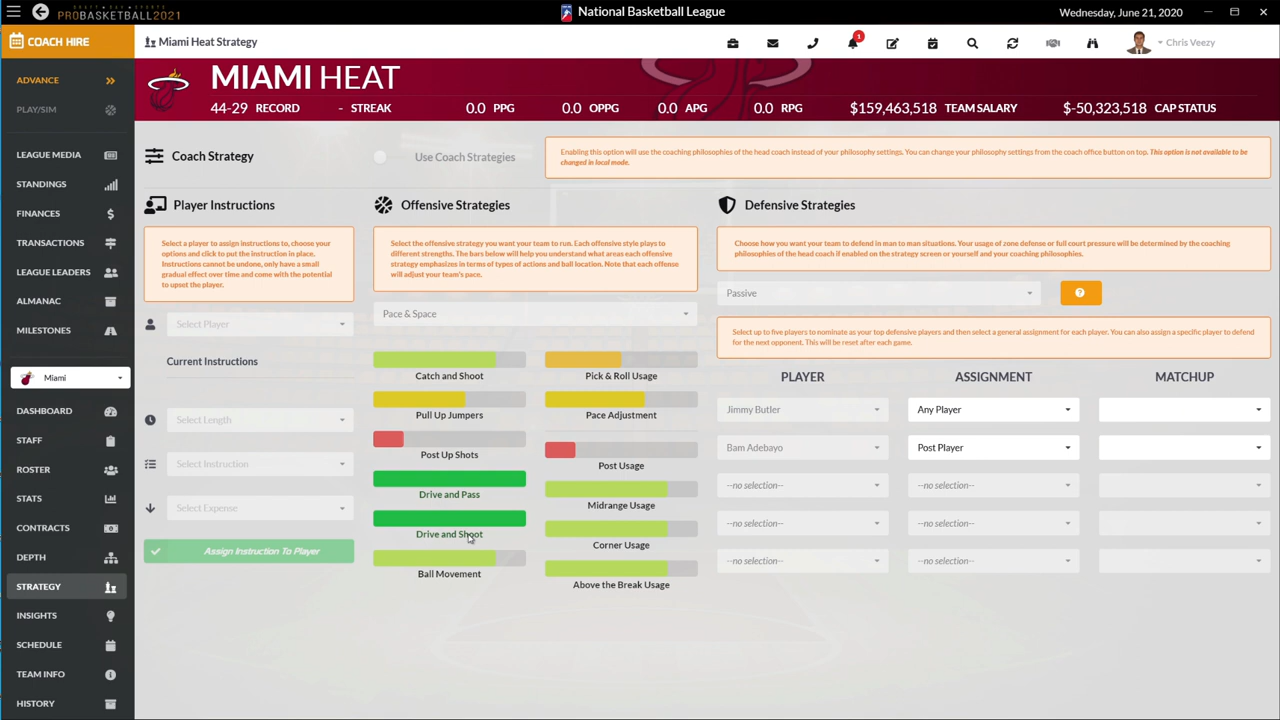 DRAFT DAY SPORTS
PROBASKETBALL2021
National Basketball League
Wednesday, June 21, 2020
COACH HIRE
Miami Heat Strategy
1
Chris Veezy
ADVANCE
PLAY/SIM
MIAMI HEAT
44-29 RECORD
- STREAK
0.0 PPG
0.0 OPPG
0.0 APG
0.0 RPG
$159,463,518 TEAM SALARY
$-50,323,518 CAP STATUS
LEAGUE MEDIA
STANDINGS
FINANCES
TRANSACTIONS
LEAGUE LEADERS
ALMANAC
MILESTONES
Miami
DASHBOARD
STAFF
ROSTER
STATS
CONTRACTS
DEPTH
STRATEGY
INSIGHTS
SCHEDULE
TEAM INFO
HISTORY
Coach Strategy
Use Coach Strategies
Enabling this option will use the coaching philosophies of the head coach instead of your philosophy settings. You can change your philosophy settings from the coach office button on top. This option is not available to be
changed in local mode.
Player Instructions
Select a player to assign instructions to, choose your
options and click to put the instruction in place.
Instructions cannot be undone, only have a small
gradual effect over time and come with the potential
to upset the player.
Select Player
Current Instructions
Select Length
Select Instruction
Select Expense
Assign Instruction To Player
Offensive Strategies
Select the offensive strategy you want your team to run. Each offensive style plays to
different strengths. The bars below will help you understand what areas each offensive
strategy emphasizes in terms of types of actions and ball location. Note that each offense
will adjust your team's pace.
Pace & Space
Catch and Shoot
Pull Up Jumpers
Post Up Shots
Drive and Pass
Drive and Shoot
Ball Movement
Pick & Roll Usage
Pace Adjustment
Post Usage
Midrange Usage
Corner Usage
Above the Break Usage
Defensive Strategies
Choose how you want your team to defend in man to man situations. Your usage of zone defense or full court pressure will be determined by the coaching
philosophies of the head coach if enabled on the strategy screen or yourself and your coaching philosophies.
Passive
Select up to five players to nominate as your top defensive players and then select a general assignment for each player. You can also assign a specific player to defend
for the next opponent. This will be reset after each game.
PLAYER ASSIGNMENT MATCHUP
Jimmy Butler Any Player
Bam Adebayo Post Player
--no selection--
--no selection--
--no selection--